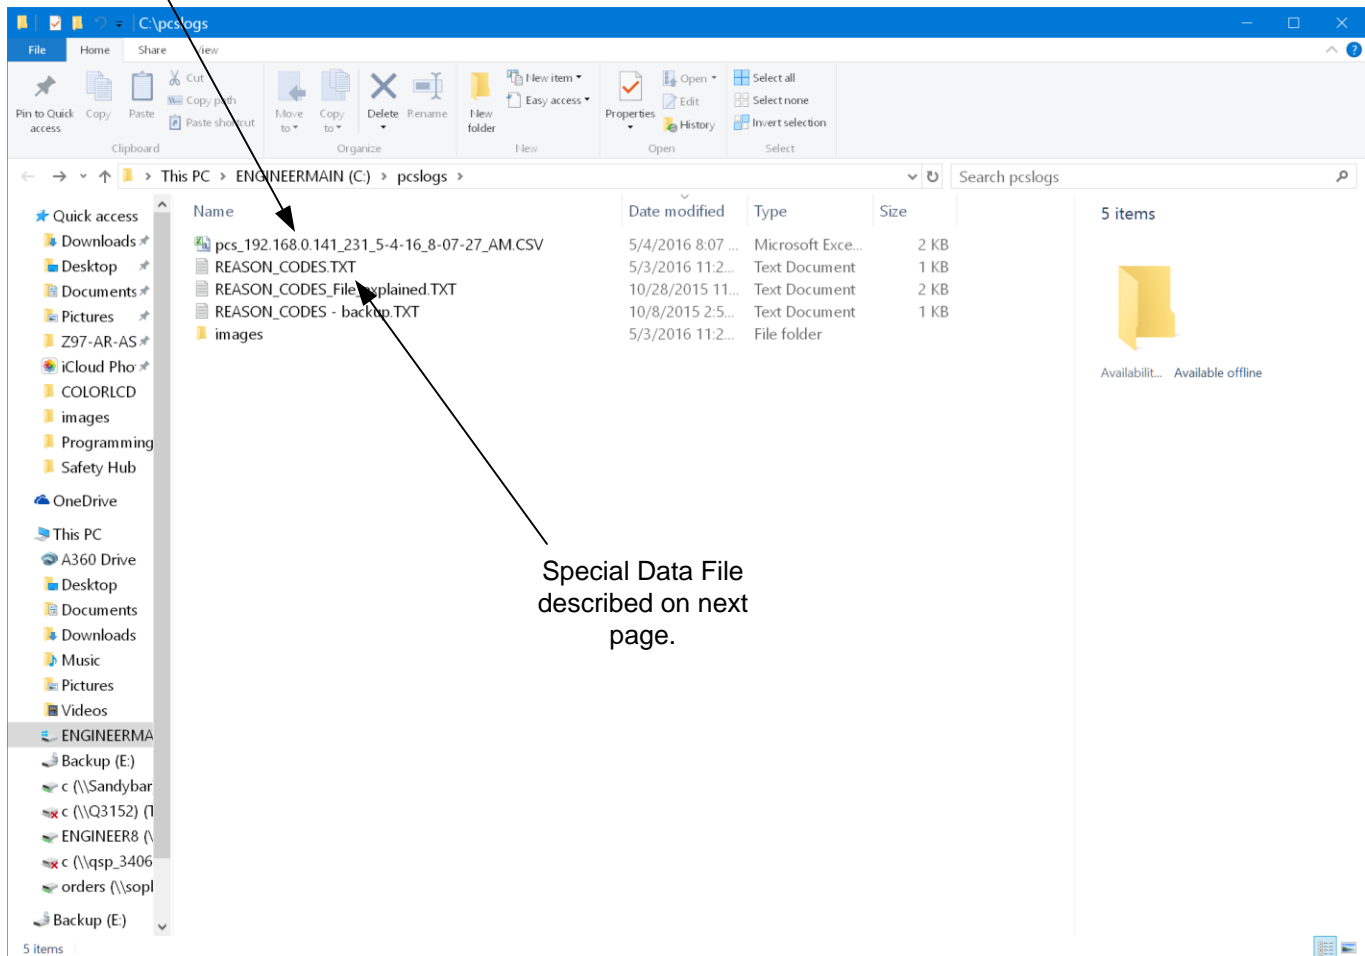 C:\pcslogs
File Home Share View
Pin to Quick access
Copy
Paste
Cut
Copy path
Paste shortcut
Clipboard
Move to
Copy to
Delete
Rename
Organize
New folder
New item
Easy access
New
Properties
Open
Edit
History
Open
Select all
Select none
Invert selection
Select
This PC > ENGINEERMAIN (C:) > pcslogs >
Search pcslogs
Quick access
Downloads
Desktop
Documents
Pictures
Z97-AR-AS
iCloud Pho
COLORLCD
images
Programming
Safety Hub
OneDrive
This PC
A360 Drive
Desktop
Documents
Downloads
Music
Pictures
Videos
ENGINEERMA
Backup (E:)
c (\\Sandybar
c (\\Q3152) (
ENGINEER8 (\
c (\\qsp_3406
orders (\\sopl
Backup (E:)
Name Date modified Type Size
pcs_192.168.0.141_231_5-4-16_8-07-27_AM.CSV 5/4/2016 8:07 ... Microsoft Exce... 2 KB
REASON_CODES.TXT 5/3/2016 11:2... Text Document 1 KB
REASON_CODES_File_explained.TXT 10/28/2015 11... Text Document 2 KB
REASON_CODES - backup.TXT 10/8/2015 2:5... Text Document 1 KB
images 5/3/2016 11:2... File folder
5 items
Availabilit... Available offline
Special Data File
described on next
page.
5 items